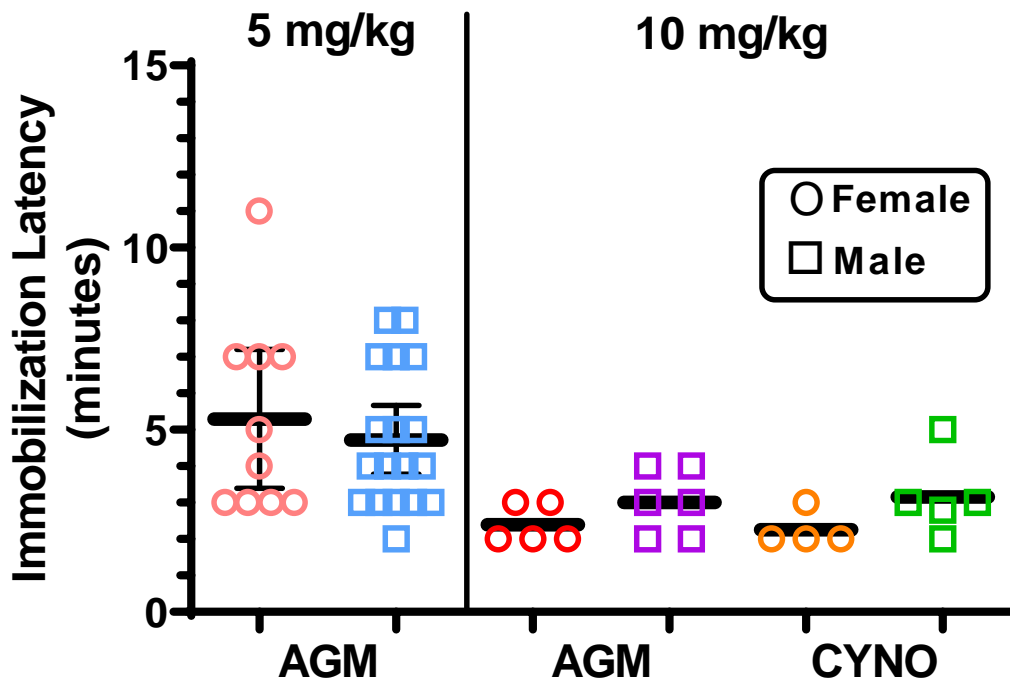 5 mg/kg
10 mg/kg
Immobilization Latency
(minutes)
15
10
5
0
Female
Male
AGM
AGM
CYNO